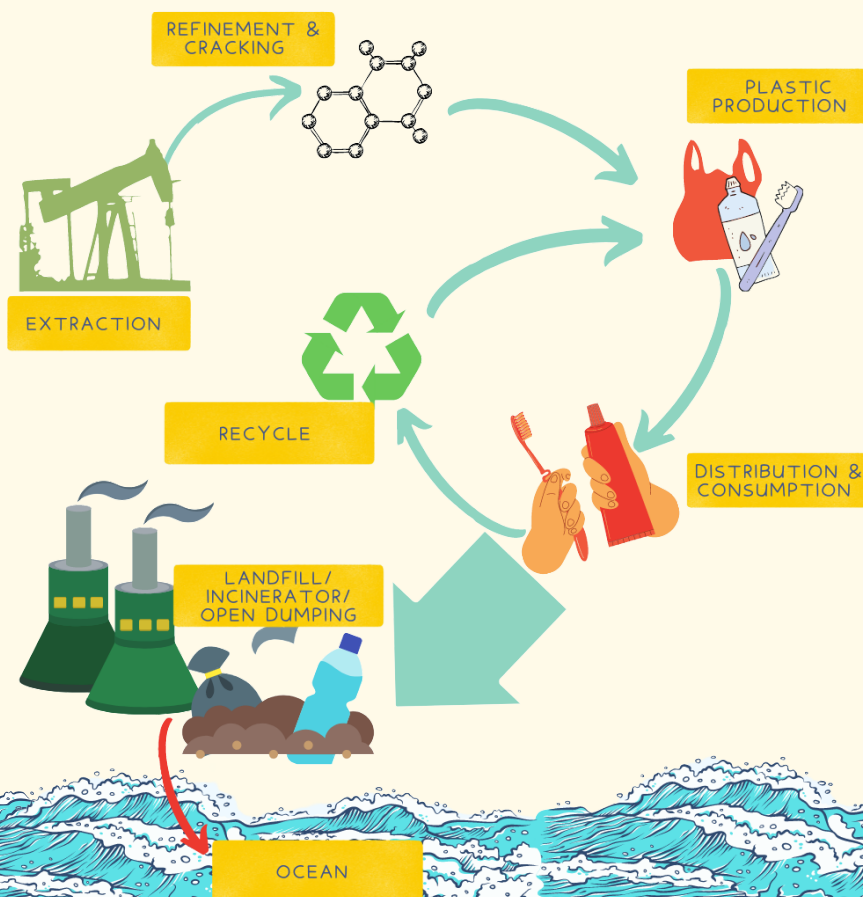 REFINEMENT &
CRACKING
PLASTIC
PRODUCTION
EXTRACTION
RECYCLE
DISTRIBUTION &
CONSUMPTION
LANDFILL/
INCINERATOR/
OPEN DUMPING
OCEAN